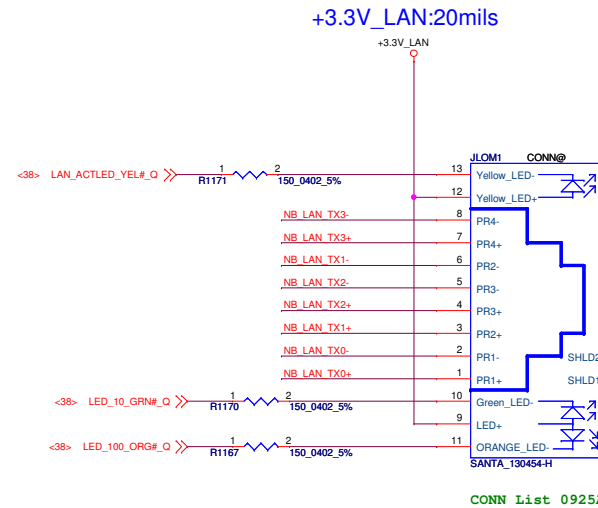 +3.3V_LAN:20mils
+3.3V_LAN
JLOM1 CONN@
<38> LAN_ACTLED_YEL#_Q 1 2 13 Yellow_LED-
R1171 150_0402_5%
12 Yellow_LED+
NB_LAN_TX3- 8 PR4-
NB_LAN_TX3+ 7 PR4+
NB_LAN_TX1- 6 PR2-
NB_LAN_TX2- 5 PR3-
NB_LAN_TX2+ 4 PR3+
NB_LAN_TX1+ 3 PR2+
NB_LAN_TX0- 2 PR1- SHLD2
NB_LAN_TX0+ 1 PR1+ SHLD1
<38> LED_10_GRN#_Q 1 2 10 Green_LED-
R1170 150_0402_5%
9 LED+
<38> LED_100_ORG#_Q 1 2 11 ORANGE_LED-
R1167 150_0402_5%
SANTA_130454-H
CONN List 0925